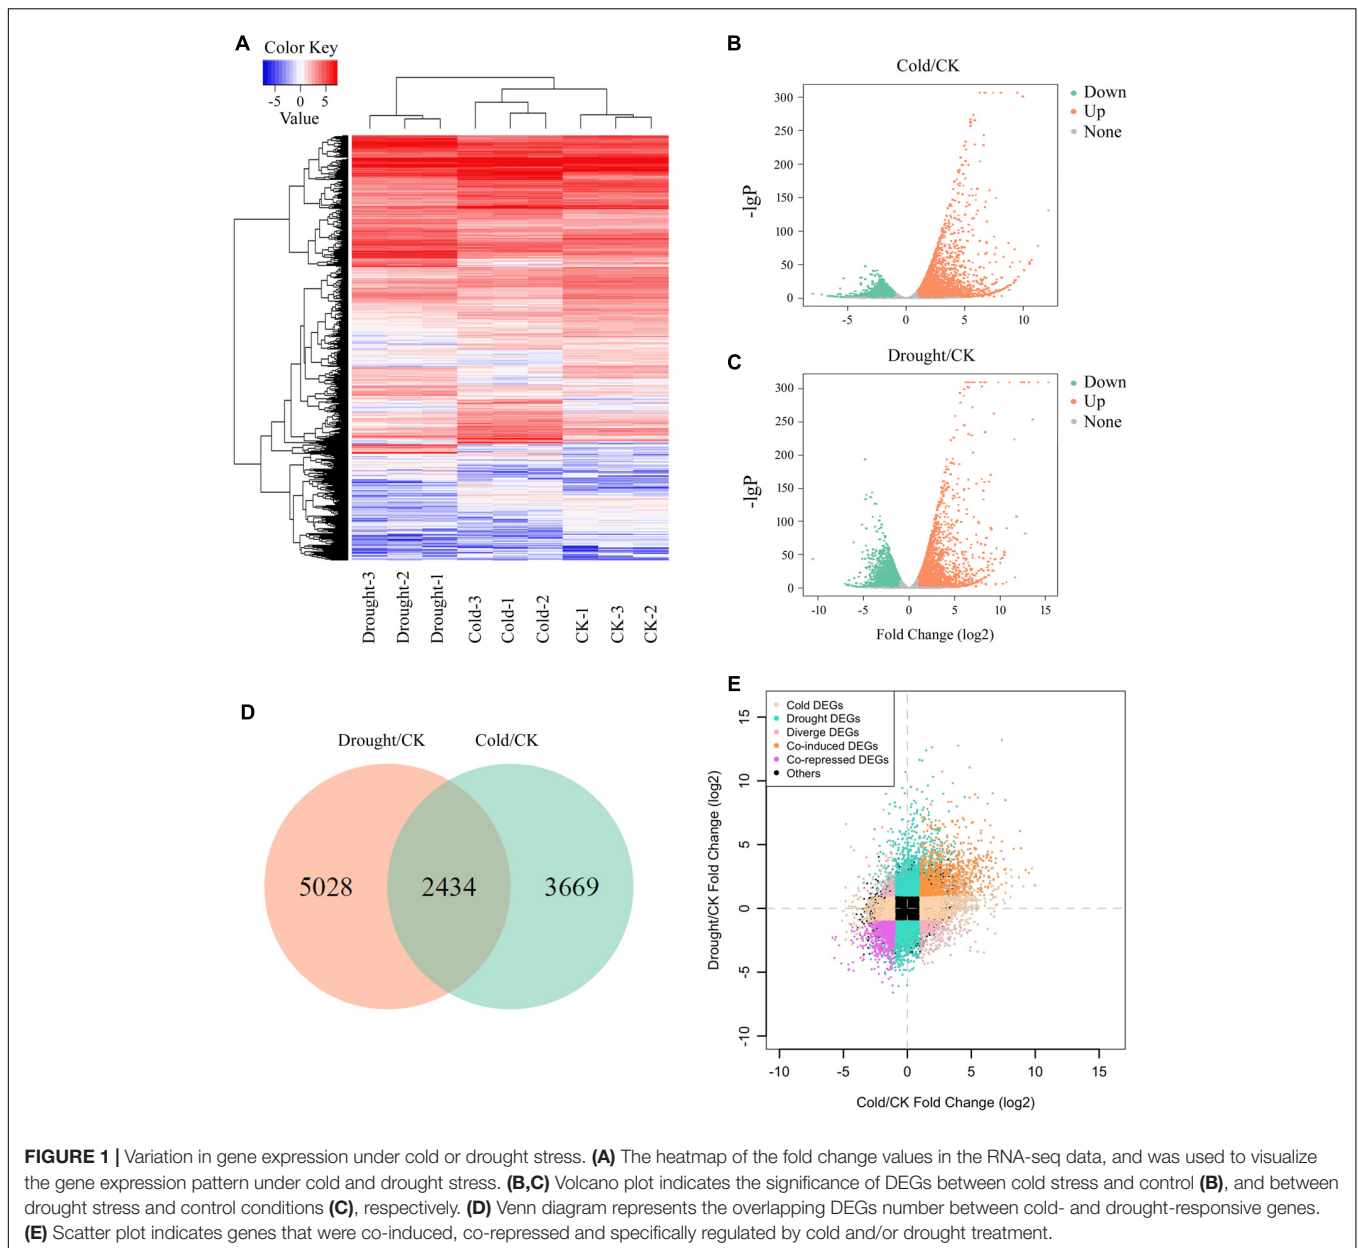 A
Color Key
-5 0 5
Value
Drought-3
Drought-2
Drought-1
Cold-3
Cold-1
Cold-2
CK-1
CK-3
CK-2
B
Cold/CK
-lgP
300
250
200
150
100
50
0
-5 0 5 10
Down
Up
None
C
Drought/CK
-lgP
300
250
200
150
100
50
0
-10 -5 0 5 10 15
Fold Change (log2)
Down
Up
None
D
Drought/CK Cold/CK
5028 2434 3669
E
Cold DEGs
Drought DEGs
Diverge DEGs
Co-induced DEGs
Co-repressed DEGs
Others
Drought/CK Fold Change (log2)
15
10
5
0
-5
-10
-10 -5 0 5 10 15
Cold/CK Fold Change (log2)
FIGURE 1 | Variation in gene expression under cold or drought stress. (A) The heatmap of the fold change values in the RNA-seq data, and was used to visualize
the gene expression pattern under cold and drought stress. (B,C) Volcano plot indicates the significance of DEGs between cold stress and control (B), and between
drought stress and control conditions (C), respectively. (D) Venn diagram represents the overlapping DEGs number between cold- and drought-responsive genes.
(E) Scatter plot indicates genes that were co-induced, co-repressed and specifically regulated by cold and/or drought treatment.